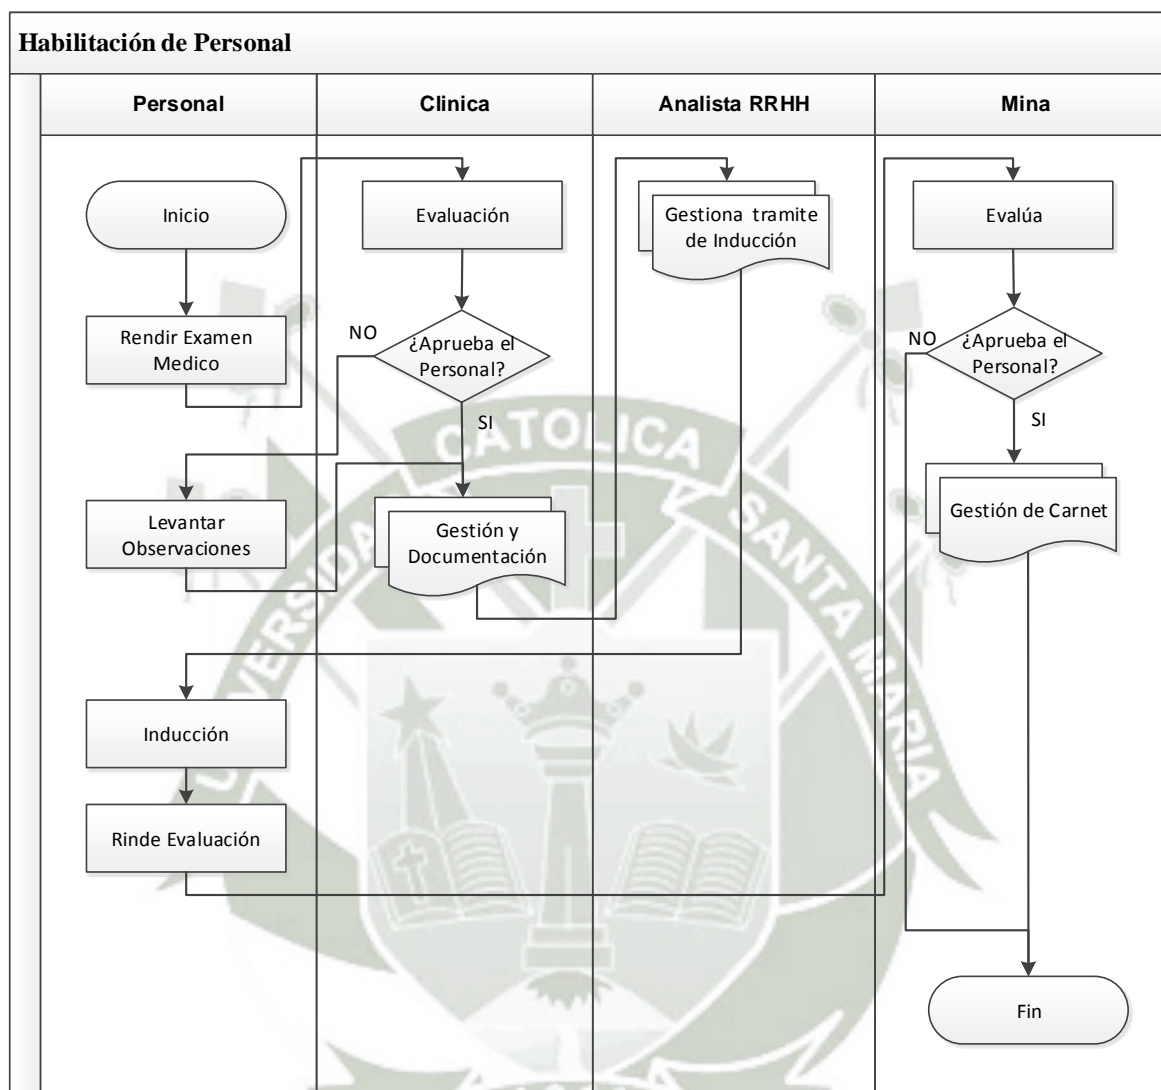 Habilitación de Personal
Personal
Clinica
Analista RRHH
Mina
Inicio
Evaluación
Gestiona tramite
de Inducción
Evalúa
Rendir Examen
Medico
NO
¿Aprueba el
Personal?
SI
NO
¿Aprueba el
Personal?
SI
Levantar
Observaciones
Gestión y
Documentación
Gestión de Carnet
Inducción
Rinde Evaluación
Fin
CATOLICA
SANTA MARIA